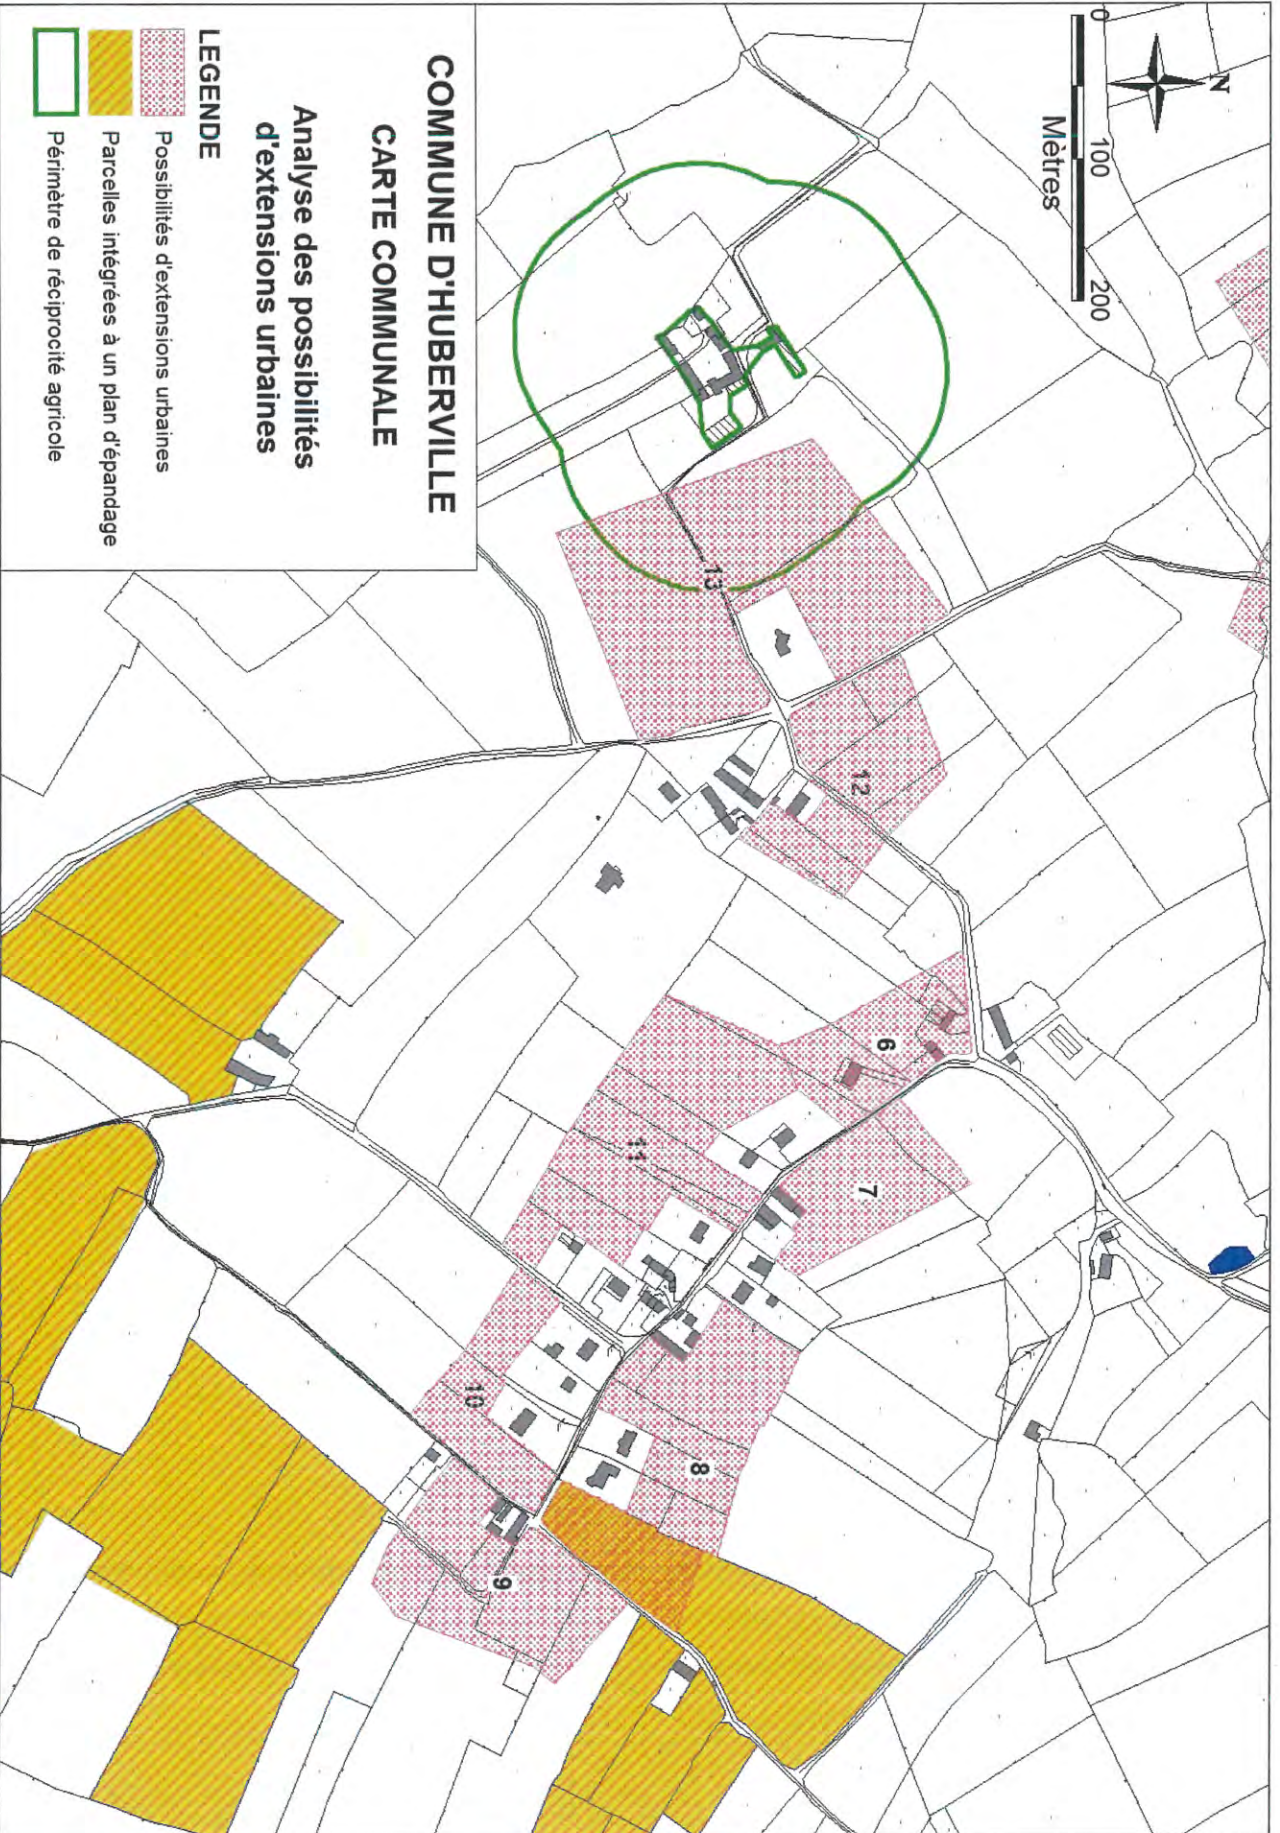 COMMUNE D'HUBERVILLE
CARTE COMMUNALE
Analyse des possibilités
d'extensions urbaines
LEGENDE
Possibilités d'extensions urbaines
Parcelles intégrées à un plan d'épandage
Périmètre de réciprocité agricole
N
0 100 200
Mètres
13
12
6
7
11
8
10
9